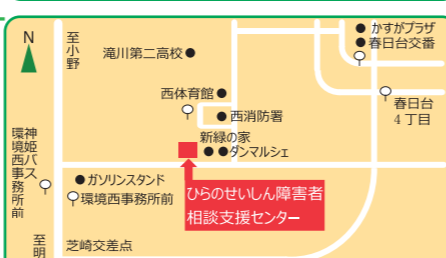 N
至小野
滝川第二高校
かすがプラザ
春日台交番
西体育館
西消防署
春日台
4丁目
新緑の家
ダンマルシェ
神姫バス
環境西事務所前
ガソリンスタンド
環境西事務所前
ひらのせいしん障害者
相談支援センター
至明
芝崎交差点